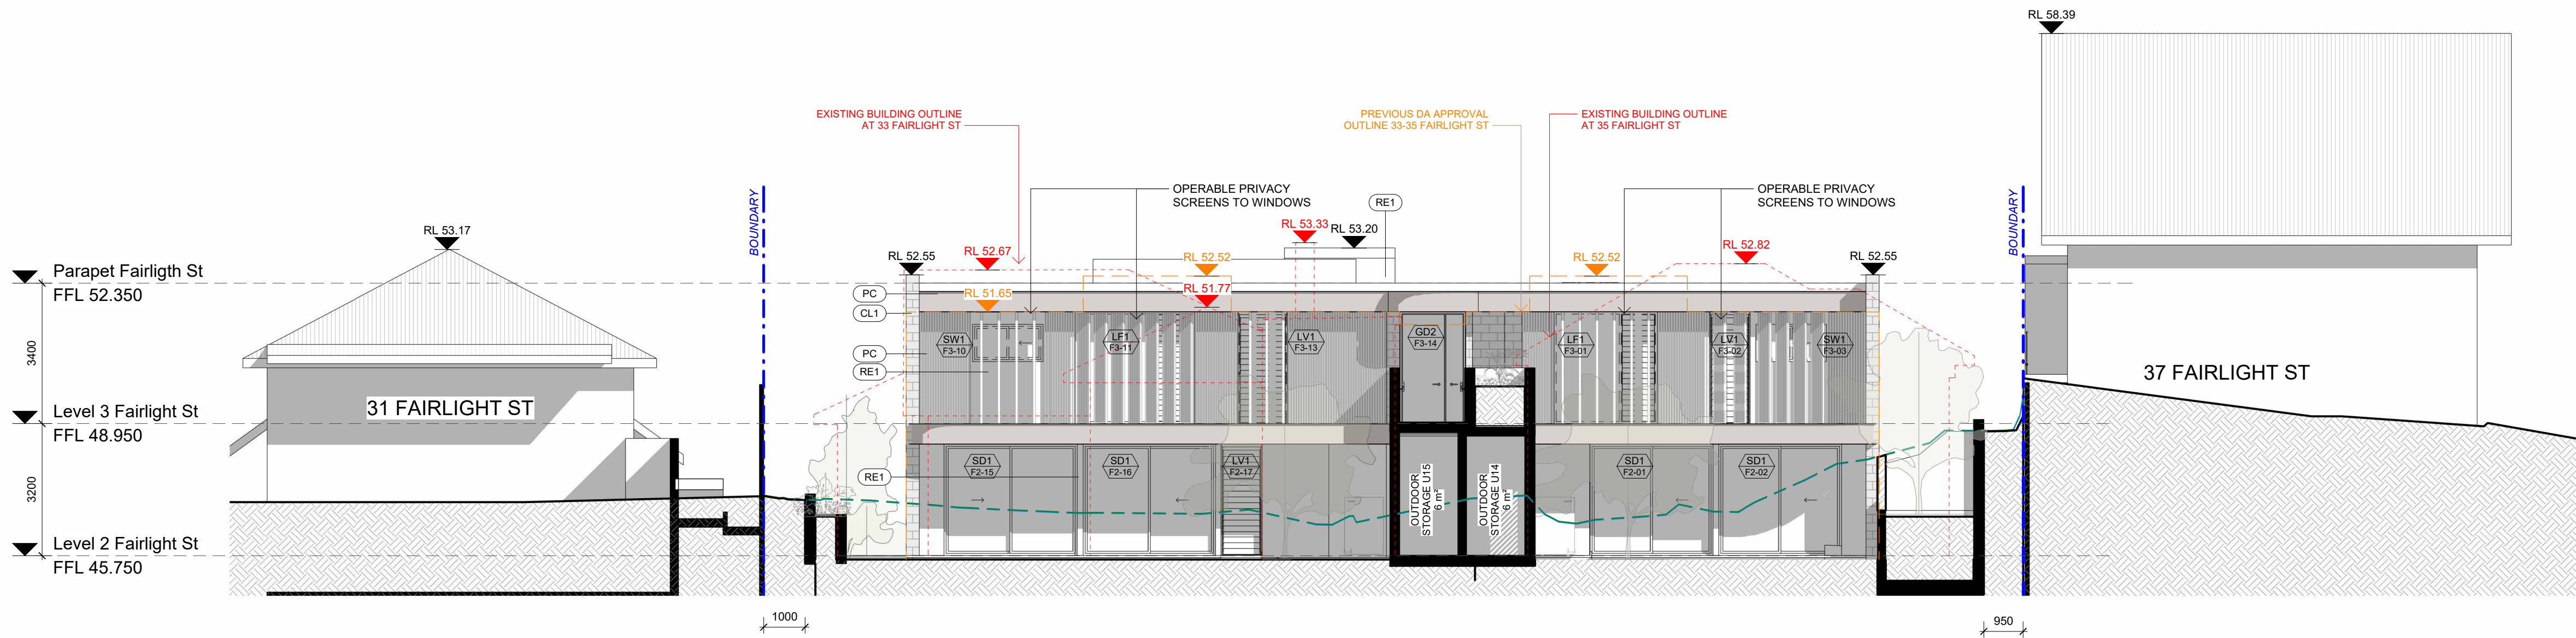 RL 58.39
EXISTING BUILDING OUTLINE
AT 33 FAIRLIGHT ST
PREVIOUS DA APPROVAL
OUTLINE 33-35 FAIRLIGHT ST
EXISTING BUILDING OUTLINE
AT 35 FAIRLIGHT ST
BOUNDARY
OPERABLE PRIVACY
SCREENS TO WINDOWS
RE1
OPERABLE PRIVACY
SCREENS TO WINDOWS
BOUNDARY
RL 53.17
RL 53.33
RL 53.20
RL 52.55
RL 52.67
RL 52.52
RL 52.52
RL 52.82
RL 52.55
Parapet Fairligth St
FFL 52.350
PC
RL 51.65
RL 51.77
CL1
SW1
F3-10
LF1
F3-11
LV1
F3-13
GD2
F3-14
LF1
F3-01
LV1
F3-02
SW1
F3-03
PC
RE1
3400
31 FAIRLIGHT ST
37 FAIRLIGHT ST
Level 3 Fairlight St
FFL 48.950
SD1
F2-15
SD1
F2-16
LV1
F2-17
SD1
F2-01
SD1
F2-02
RE1
3200
OUTDOOR
STORAGE U15
6 m²
OUTDOOR
STORAGE U14
6 m²
Level 2 Fairlight St
FFL 45.750
1000
950